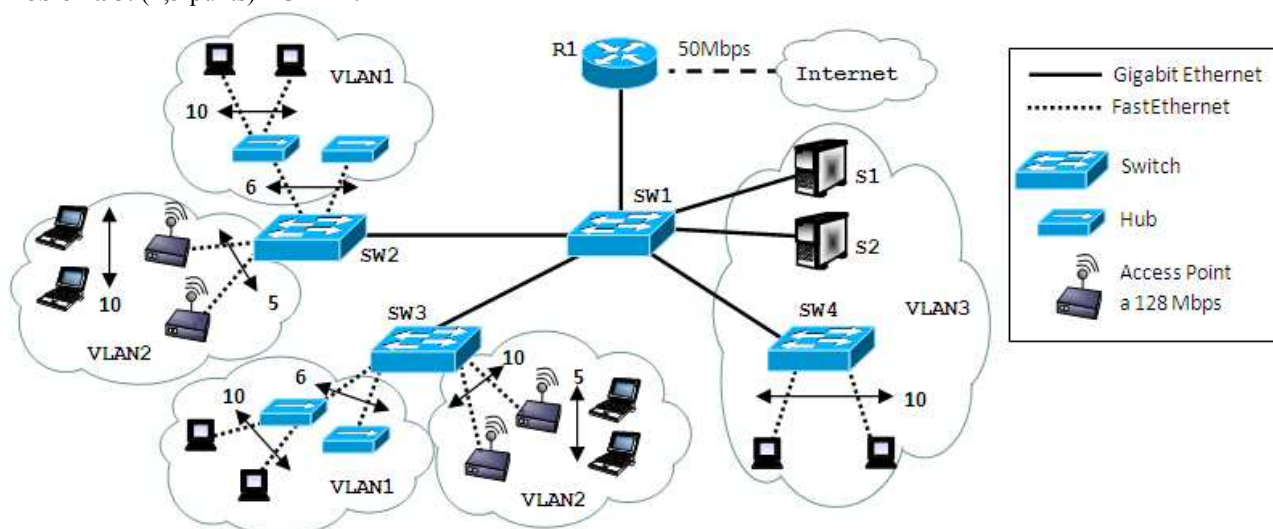 R1
50Mbps
Internet
VLAN1
10
6
SW2
10
5
VLAN2
SW1
S1
S2
SW3
SW4
VLAN3
10
6
10
VLAN1
10
5
VLAN2
Gigabit Ethernet
FastEthernet
Switch
Hub
Access Point
a 128 Mbps